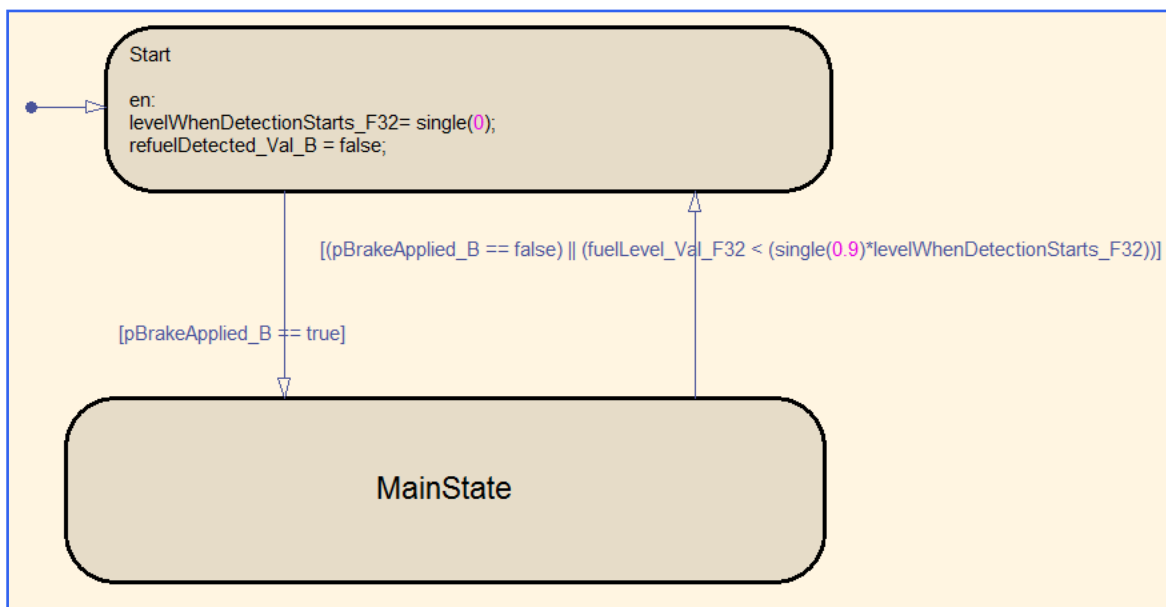 Start
en:
levelWhenDetectionStarts_F32= single(0);
refuelDetected_Val_B = false;
[(pBrakeApplied_B == false) || (fuelLevel_Val_F32 < (single(0.9)*levelWhenDetectionStarts_F32))]
[pBrakeApplied_B == true]
MainState